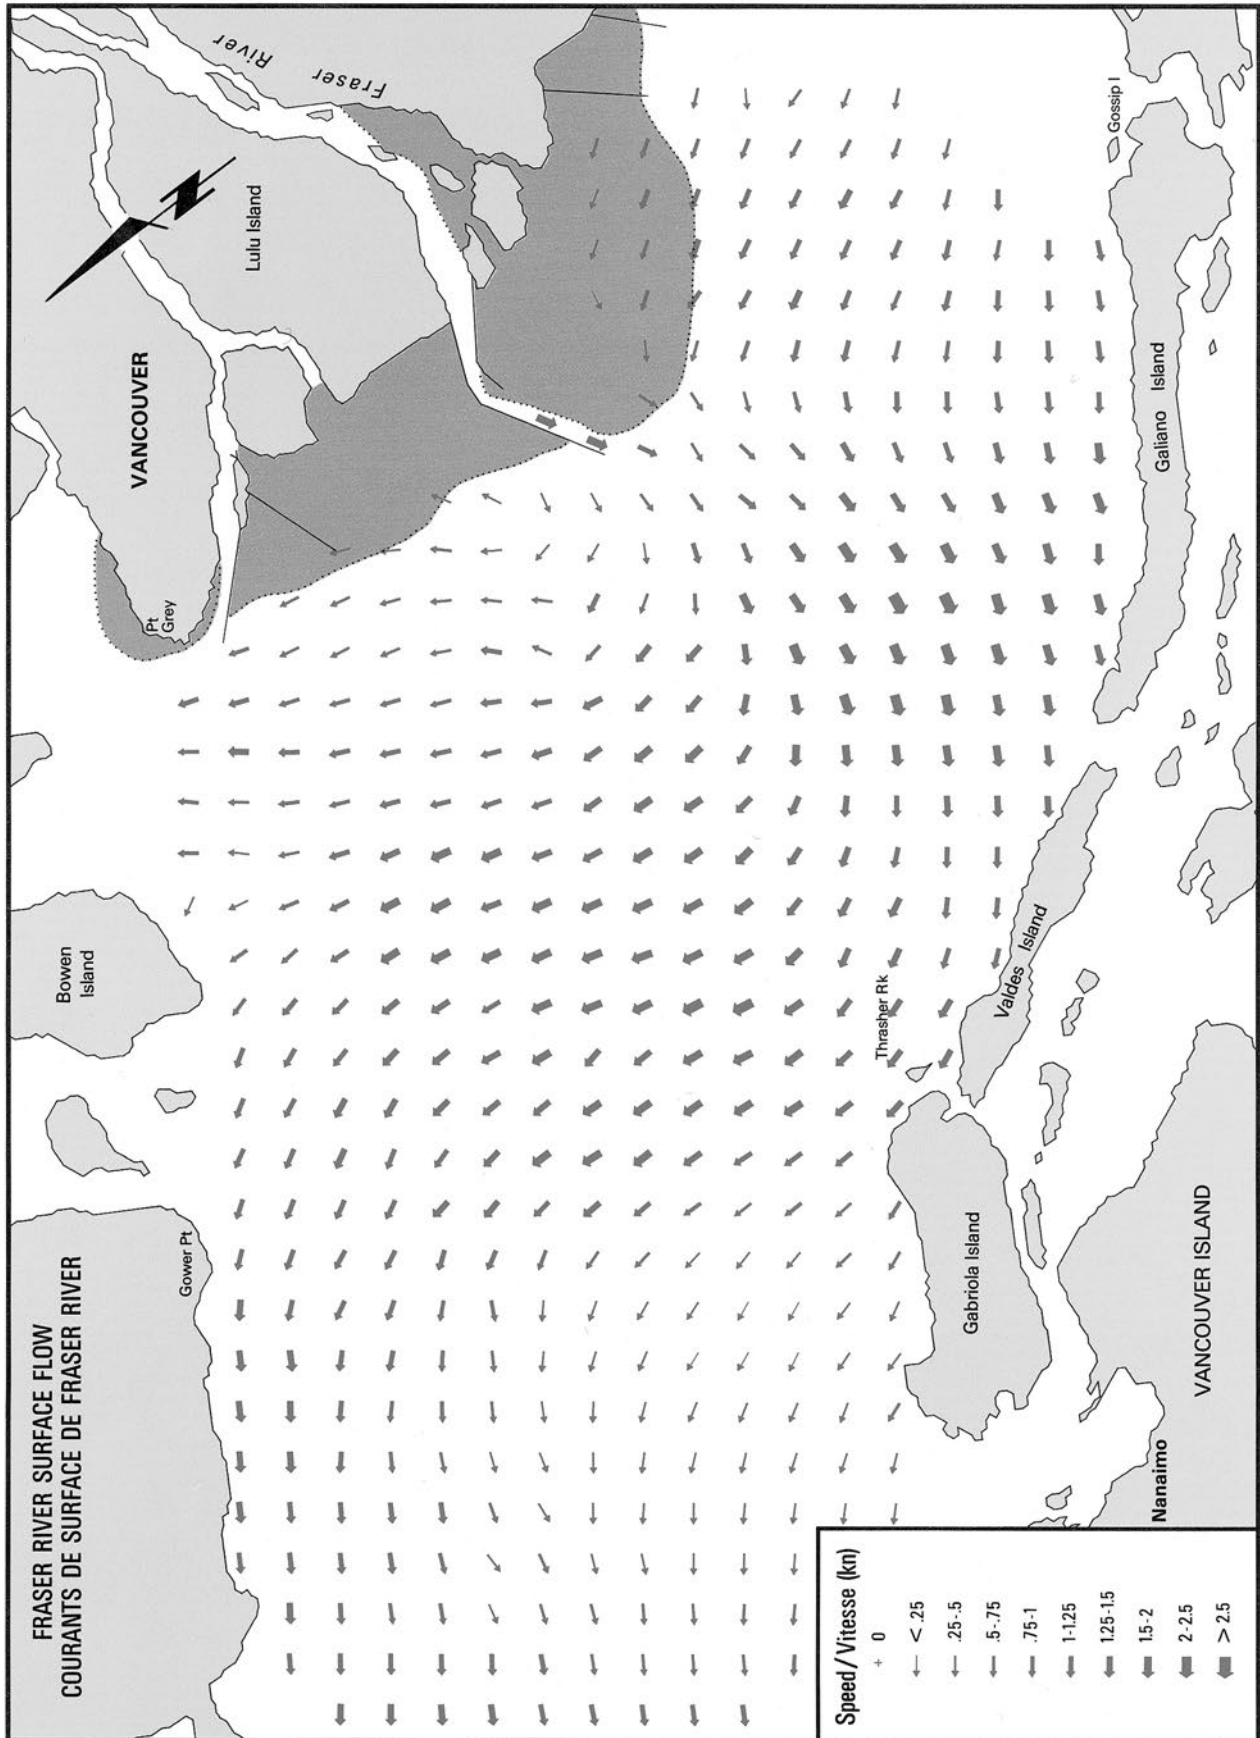 FRASER RIVER SURFACE FLOW
COURANTS DE SURFACE DE FRASER RIVER
Fraser
River
Lulu Island
VANCOUVER
Pt
Grey
Bowen
Island
Gower Pt
Gossip I
Galiano Island
Valdes Island
Thrasher Rk
Gabriola Island
VANCOUVER ISLAND
Nanaimo
N
Speed/Vitesse (kn)
+ 0
< .25
.25-.5
.5-.75
.75-1
1-1.25
1.25-1.5
1.5-2
2-2.5
> 2.5